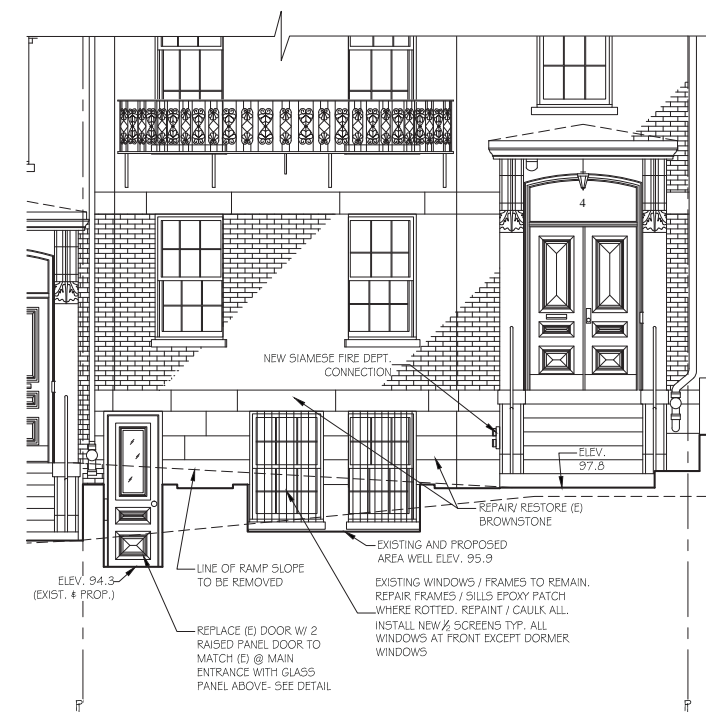 4
NEW SIAMESE FIRE DEPT.
CONNECTION
ELEV.
97.8
REPAIR/ RESTORE (E)
BROWNSTONE
EXISTING AND PROPOSED
AREA WELL ELEV. 95.9
LINE OF RAMP SLOPE
TO BE REMOVED
ELEV. 94.3
(EXIST. & PROP.)
EXISTING WINDOWS / FRAMES TO REMAIN.
REPAIR FRAMES / SILLS EPOXY PATCH
WHERE ROTTED. REPAINT / CAULK ALL.
INSTALL NEW ½ SCREENS TYP. ALL
WINDOWS AT FRONT EXCEPT DORMER
WINDOWS
REPLACE (E) DOOR W/ 2
RAISED PANEL DOOR TO
MATCH (E) @ MAIN
ENTRANCE WITH GLASS
PANEL ABOVE- SEE DETAIL
P
P